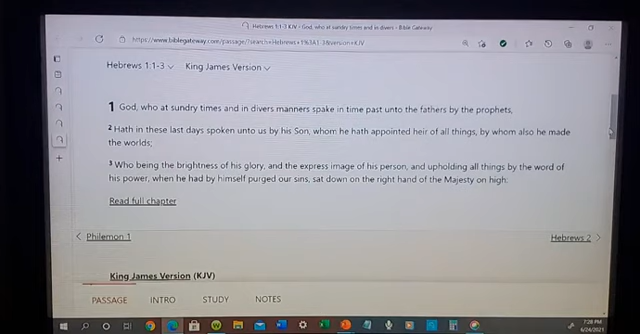 Hebrews 1:1-3 KJV - God, who at sundry times and in divers - Bible Gateway
https://www.biblegateway.com/passage/?search=Hebrews+1%3A1-3&version=KJV
Hebrews 1:1-3 King James Version
1 God, who at sundry times and in divers manners spake in time past unto the fathers by the prophets,
2 Hath in these last days spoken unto us by his Son, whom he hath appointed heir of all things, by whom also he made
the worlds;
3 Who being the brightness of his glory, and the express image of his person, and upholding all things by the word of
his power, when he had by himself purged our sins, sat down on the right hand of the Majesty on high:
Read full chapter
Philemon 1 Hebrews 2
King James Version (KJV)
PASSAGE INTRO STUDY NOTES
7:28 PM
6/24/2021